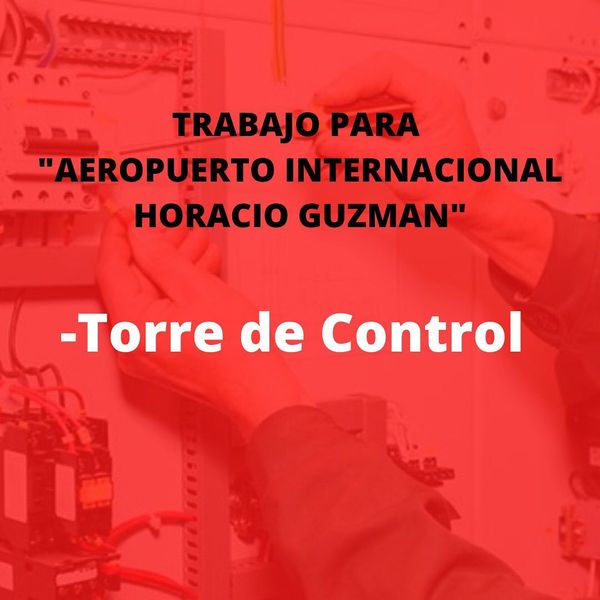 TRABAJO PARA
"AEROPUERTO INTERNACIONAL
HORACIO GUZMAN"
-Torre de Control